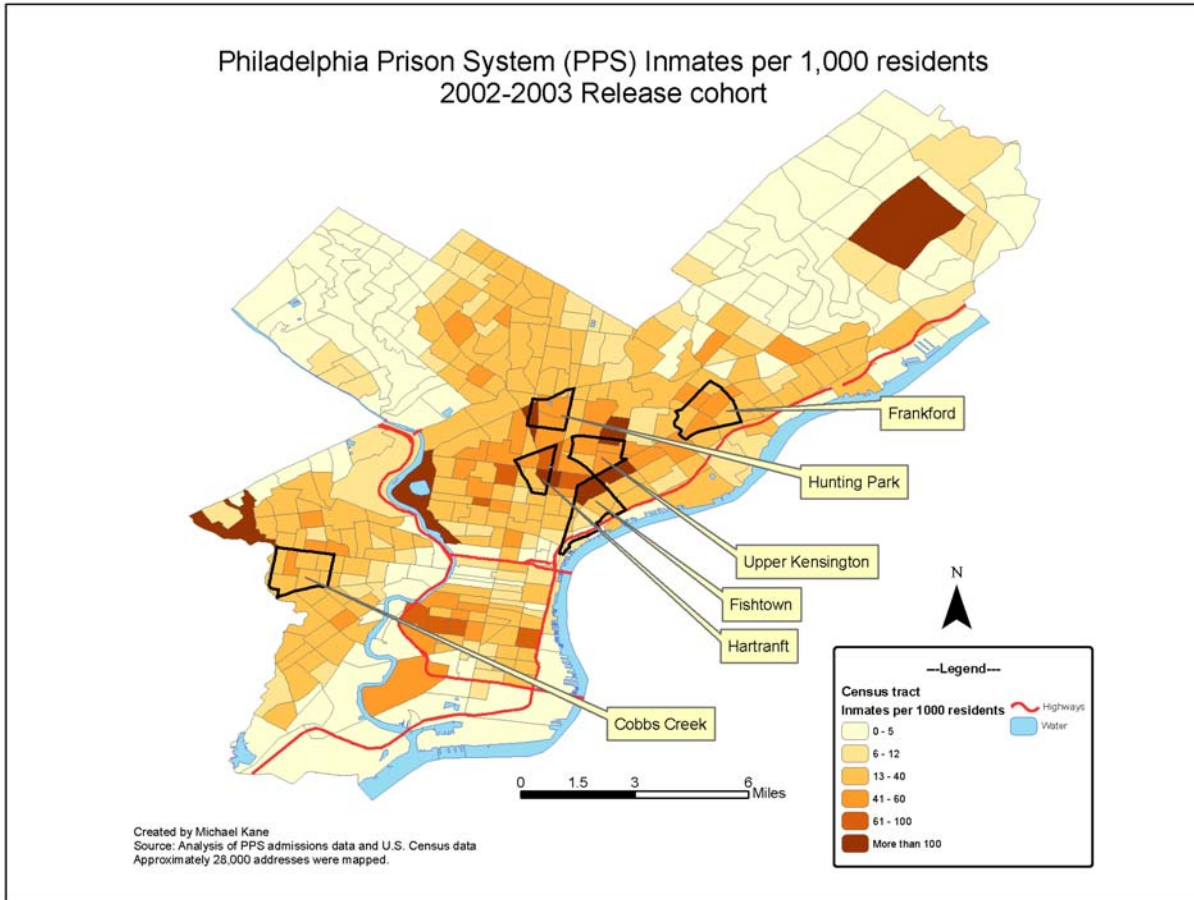 Philadelphia Prison System (PPS) Inmates per 1,000 residents
2002-2003 Release cohort
Frankford
Hunting Park
Upper Kensington
Fishtown
Hartranft
Cobbs Creek
N
---Legend---
Census tract
Inmates per 1000 residents
0 - 5
6 - 12
13 - 40
41 - 60
61 - 100
More than 100
Highways
Water
0 1.5 3 6
Miles
Created by Michael Kane
Source: Analysis of PPS admissions data and U.S. Census data
Approximately 28,000 addresses were mapped.